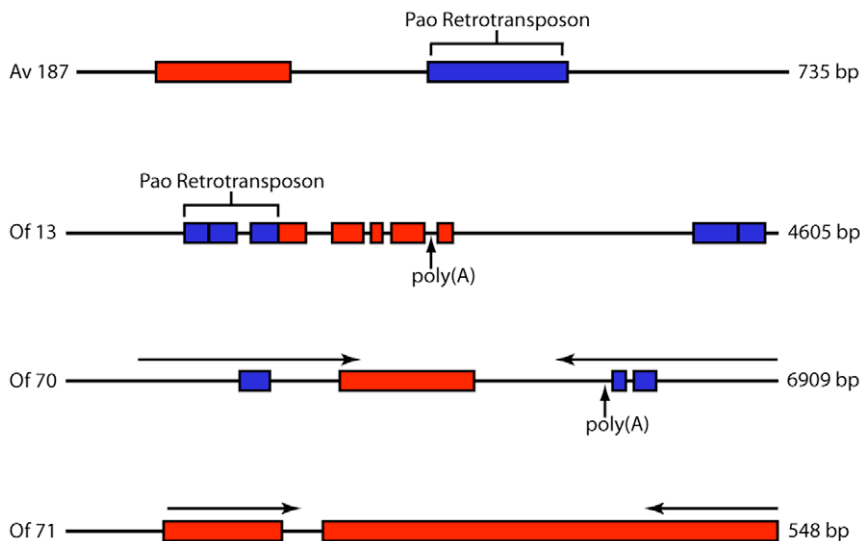 Pao Retrotransposon
Av 187 735 bp
Pao Retrotransposon
Of 13 4605 bp
poly(A)
Of 70 6909 bp
poly(A)
Of 71 548 bp